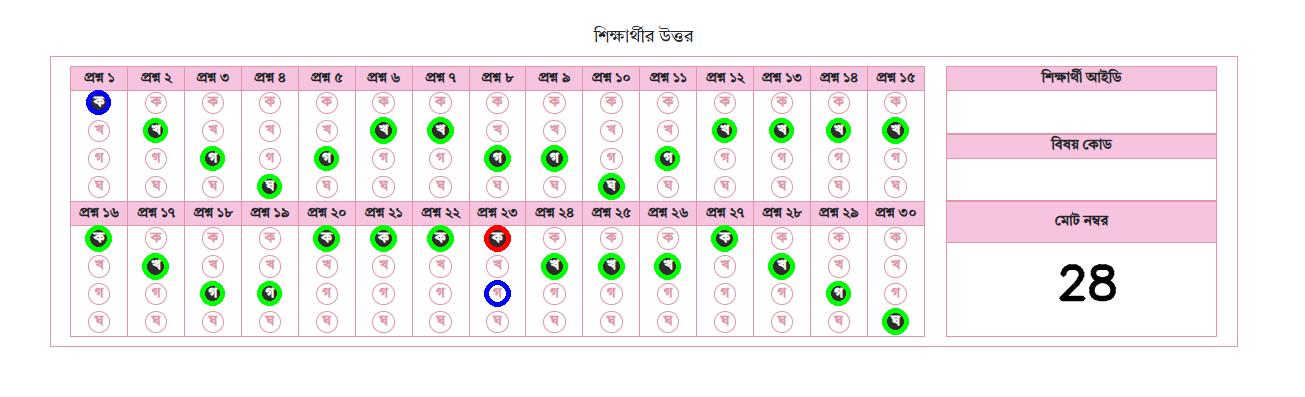 শিক্ষার্থীর উত্তর
প্রশ্ন ১ প্রশ্ন ২ প্রশ্ন ৩ প্রশ্ন ৪ প্রশ্ন ৫ প্রশ্ন ৬ প্রশ্ন ৭ প্রশ্ন ৮ প্রশ্ন ৯ প্রশ্ন ১০ প্রশ্ন ১১ প্রশ্ন ১২ প্রশ্ন ১৩ প্রশ্ন ১৪ প্রশ্ন ১৫ শিক্ষার্থী আইডি
ক ক ক ক ক ক ক ক ক ক ক ক ক ক ক
খ খ খ খ খ খ খ খ খ খ খ খ খ খ খ
বিষয় কোড
গ গ গ গ গ গ গ গ গ গ গ গ গ গ গ
ঘ ঘ ঘ ঘ ঘ ঘ ঘ ঘ ঘ ঘ ঘ ঘ ঘ ঘ ঘ
প্রশ্ন ১৬ প্রশ্ন ১৭ প্রশ্ন ১৮ প্রশ্ন ১৯ প্রশ্ন ২০ প্রশ্ন ২১ প্রশ্ন ২২ প্রশ্ন ২৩ প্রশ্ন ২৪ প্রশ্ন ২৫ প্রশ্ন ২৬ প্রশ্ন ২৭ প্রশ্ন ২৮ প্রশ্ন ২৯ প্রশ্ন ৩০ মোট নম্বর
ক ক ক ক ক ক ক ক ক ক ক ক ক ক ক
খ খ খ খ খ খ খ খ খ খ খ খ খ খ খ
28
গ গ গ গ গ গ গ গ গ গ গ গ গ গ গ
ঘ ঘ ঘ ঘ ঘ ঘ ঘ ঘ ঘ ঘ ঘ ঘ ঘ ঘ ঘ